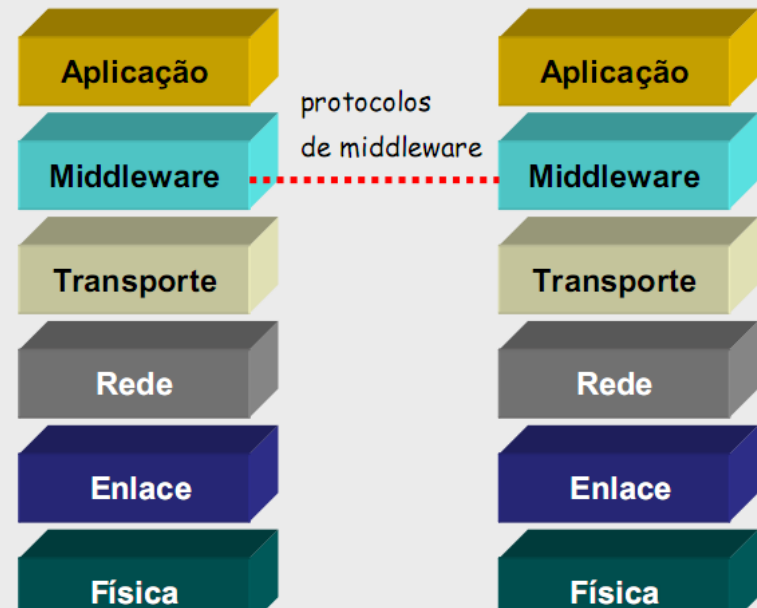 Aplicação
Aplicação
protocolos
de middleware
Middleware
Middleware
Transporte
Transporte
Rede
Rede
Enlace
Enlace
Física
Física